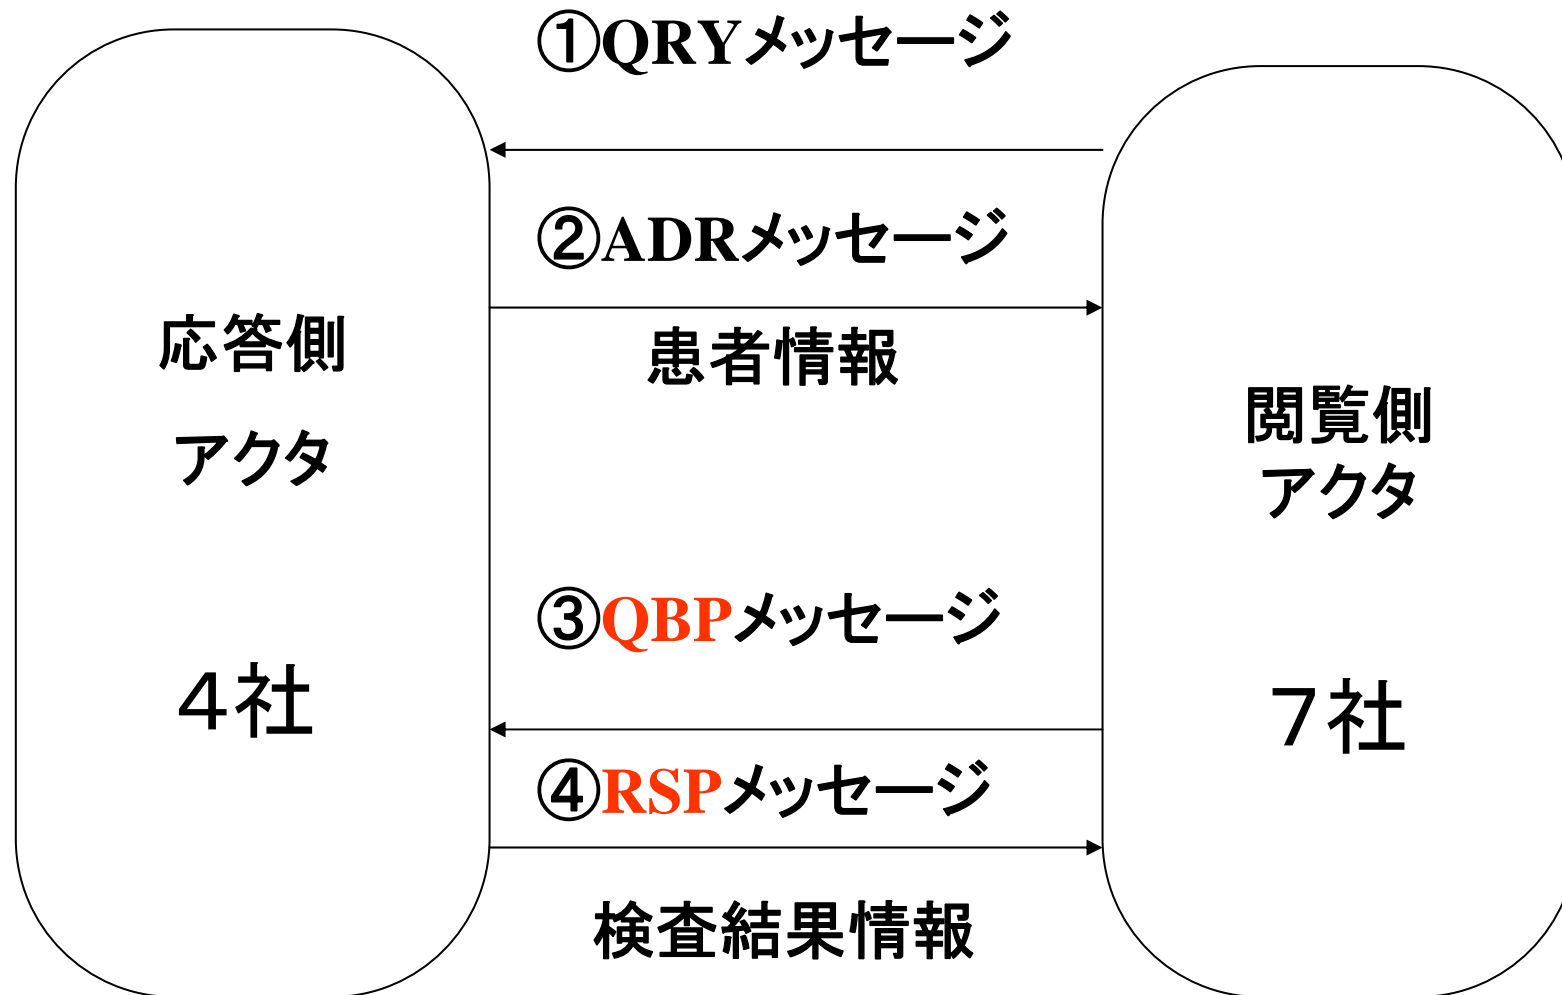 ①QRYメッセージ
②ADRメッセージ
患者情報
応答側
アクタ
4社
閲覧側
アクタ
7社
③QBPメッセージ
④RSPメッセージ
検査結果情報